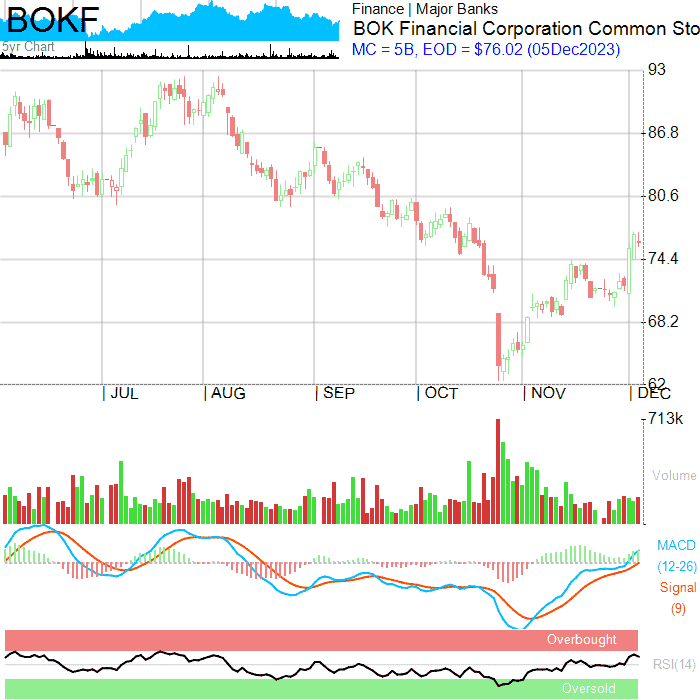 BOKF
5yr Chart
Finance | Major Banks
BOK Financial Corporation Common Sto
MC = 5B, EOD = $76.02 (05Dec2023)
93
86.8
80.6
74.4
68.2
62
| JUL | AUG | SEP | OCT | NOV | DEC
713k
Volume
MACD
(12-26)
Signal
(9)
Overbought
RSI(14)
Oversold